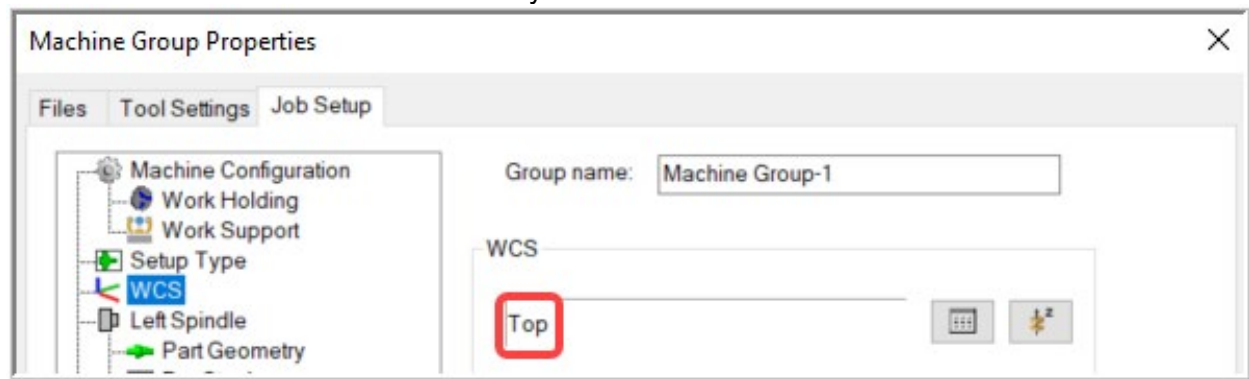 Machine Group Properties
Files Tool Settings Job Setup
Machine Configuration
Work Holding
Work Support
Setup Type
WCS
Left Spindle
Part Geometry
Group name: Machine Group-1
WCS
Top
z